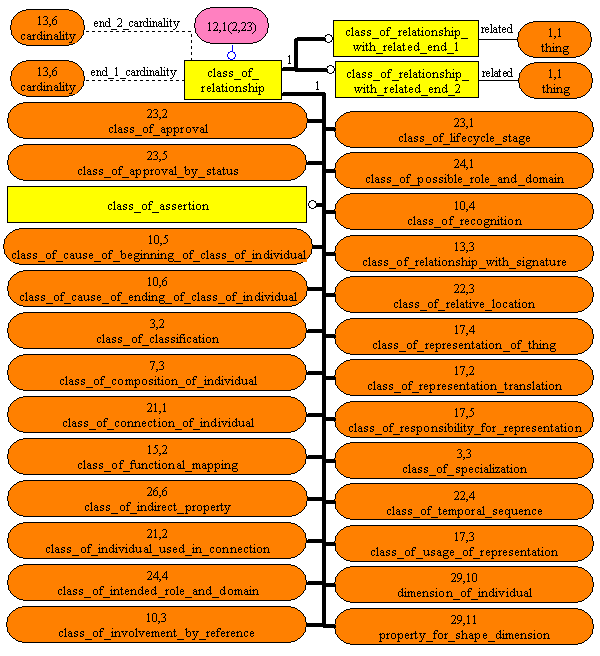 13,6
cardinality
end_2_cardinality
12,1(2,23)
class_of_relationship_
with_related_end_1
related
1,1
thing
13,6
cardinality
end_1_cardinality
class_of_
relationship
1
class_of_relationship_
with_related_end_2
related
1,1
thing
1
23,2
class_of_approval
23,5
class_of_approval_by_status
class_of_assertion
10,5
class_of_cause_of_beginning_of_class_of_individual
10,6
class_of_cause_of_ending_of_class_of_individual
3,2
class_of_classification
7,3
class_of_composition_of_individual
21,1
class_of_connection_of_individual
15,2
class_of_functional_mapping
26,6
class_of_indirect_property
21,2
class_of_individual_used_in_connection
24,4
class_of_intended_role_and_domain
10,3
class_of_involvement_by_reference
23,1
class_of_lifecycle_stage
24,1
class_of_possible_role_and_domain
10,4
class_of_recognition
13,3
class_of_relationship_with_signature
22,3
class_of_relative_location
17,4
class_of_representation_of_thing
17,2
class_of_representation_translation
17,5
class_of_responsibility_for_representation
3,3
class_of_specialization
22,4
class_of_temporal_sequence
17,3
class_of_usage_of_representation
29,10
dimension_of_individual
29,11
property_for_shape_dimension